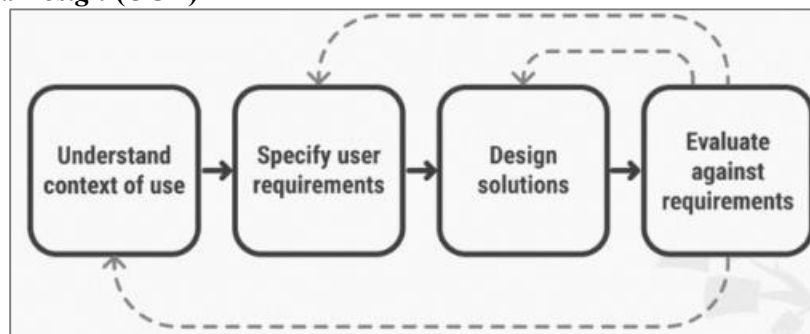 Understand
context of use
Specify user
requirements
Design
solutions
Evaluate
against
requirements